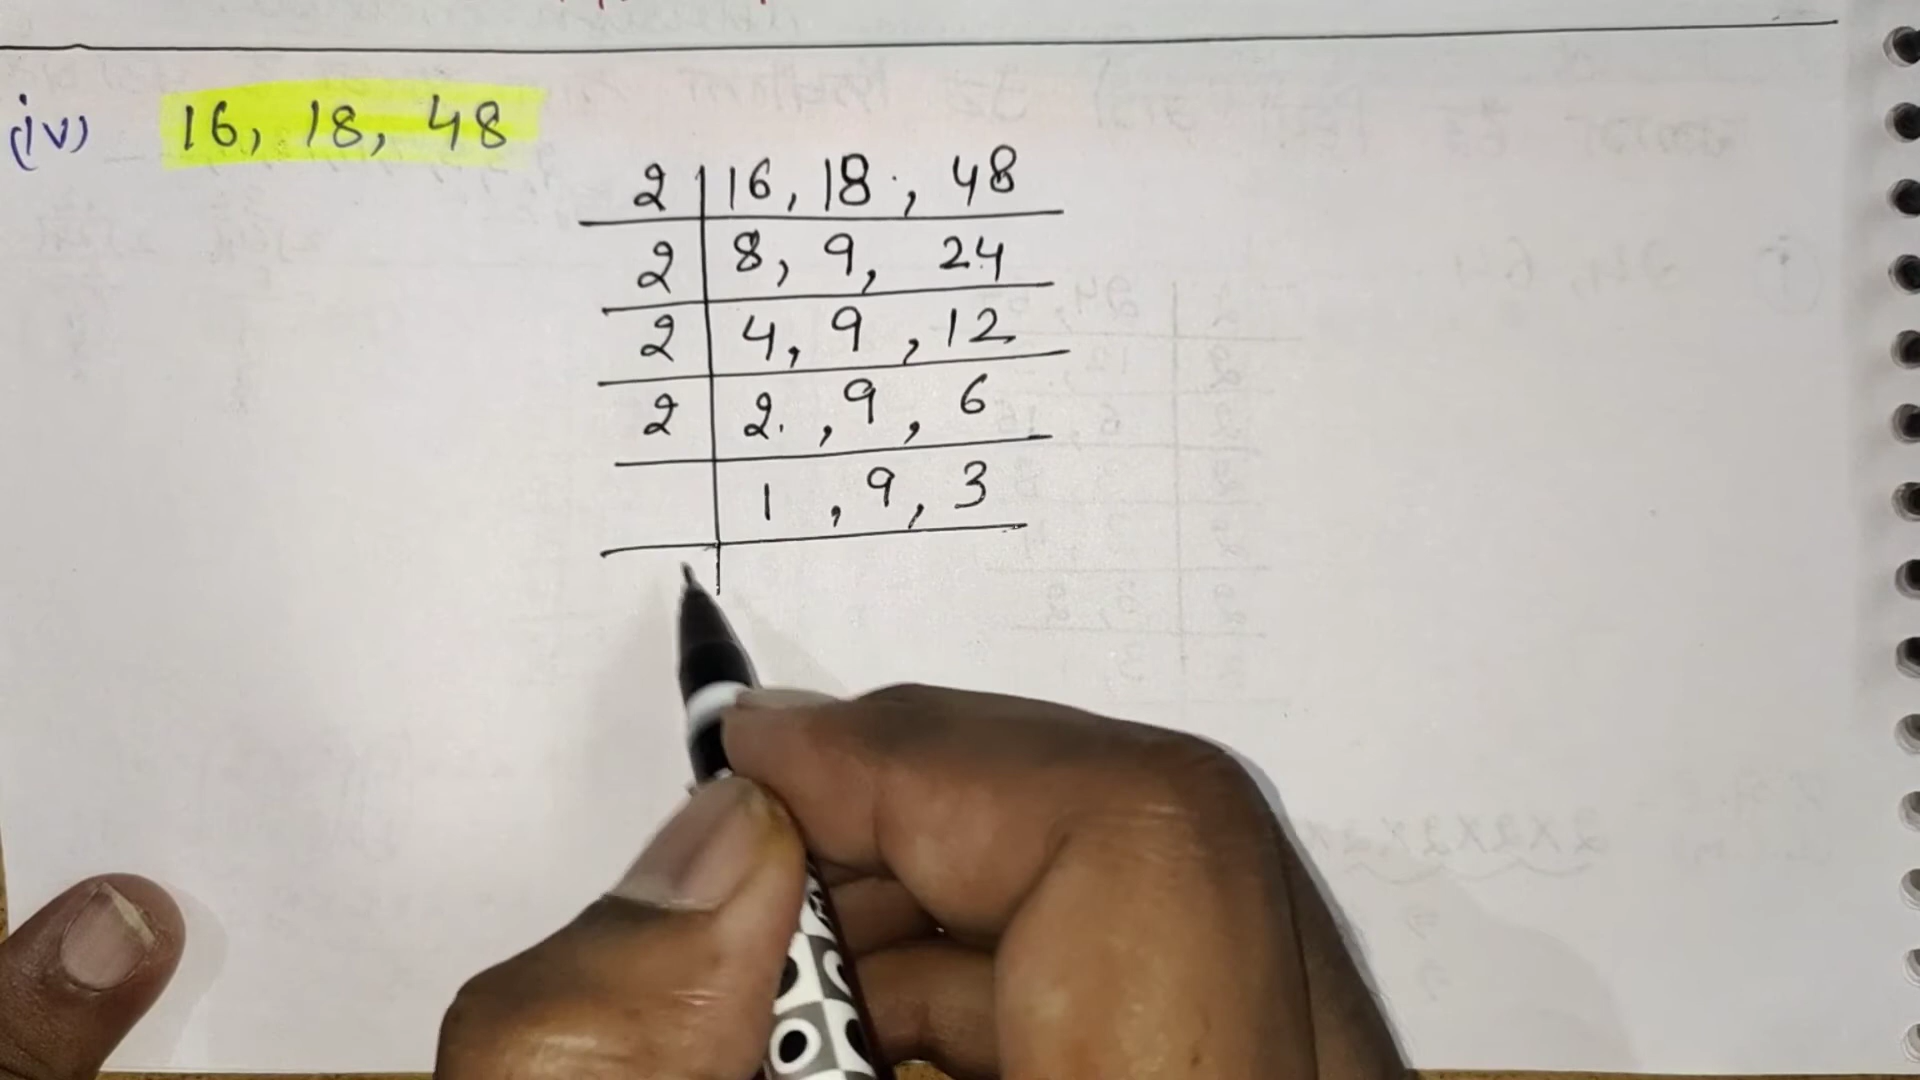 (iv) 16, 18, 48
2 | 16, 18, 48
2 | 8, 9, 24
2 | 4, 9, 12
2 | 2, 9, 6
1, 9, 3